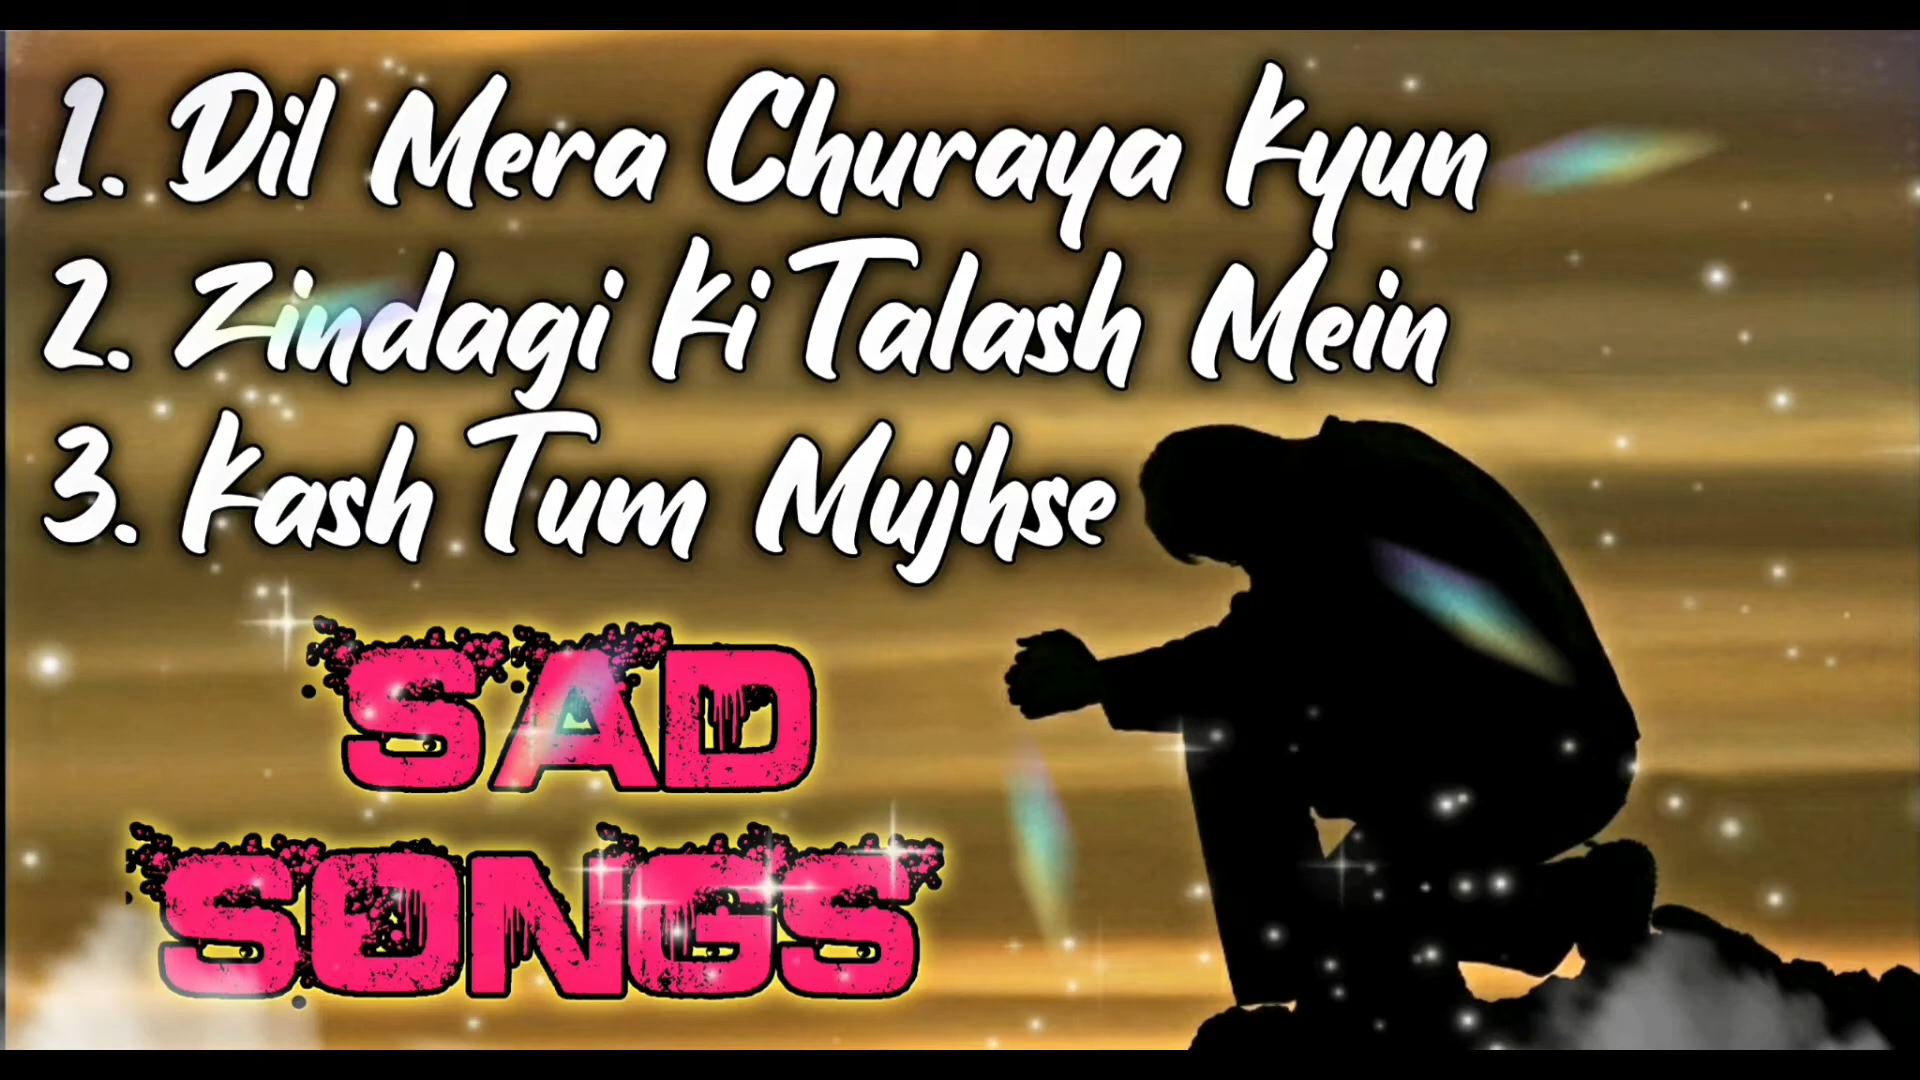 1. Dil Mera Churaya Kyun
2. Zindagi Ki Talash Mein
3. Kash Tum Mujhse
SAD
SONGS